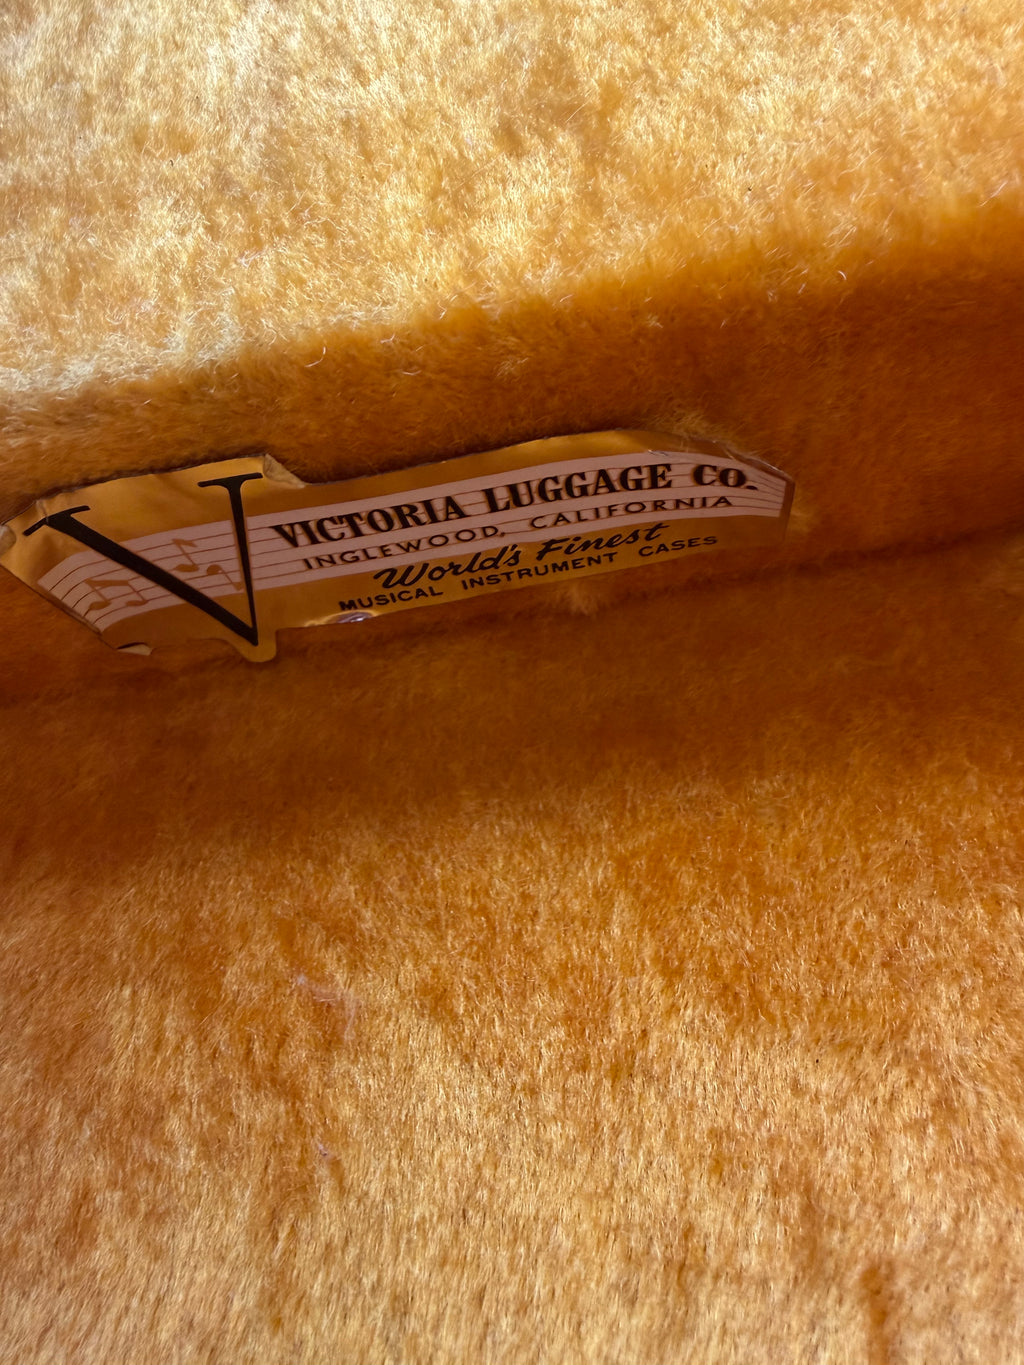 V
VICTORIA LUGGAGE CO.
INGLEWOOD, CALIFORNIA
World's Finest
MUSICAL INSTRUMENT CASES